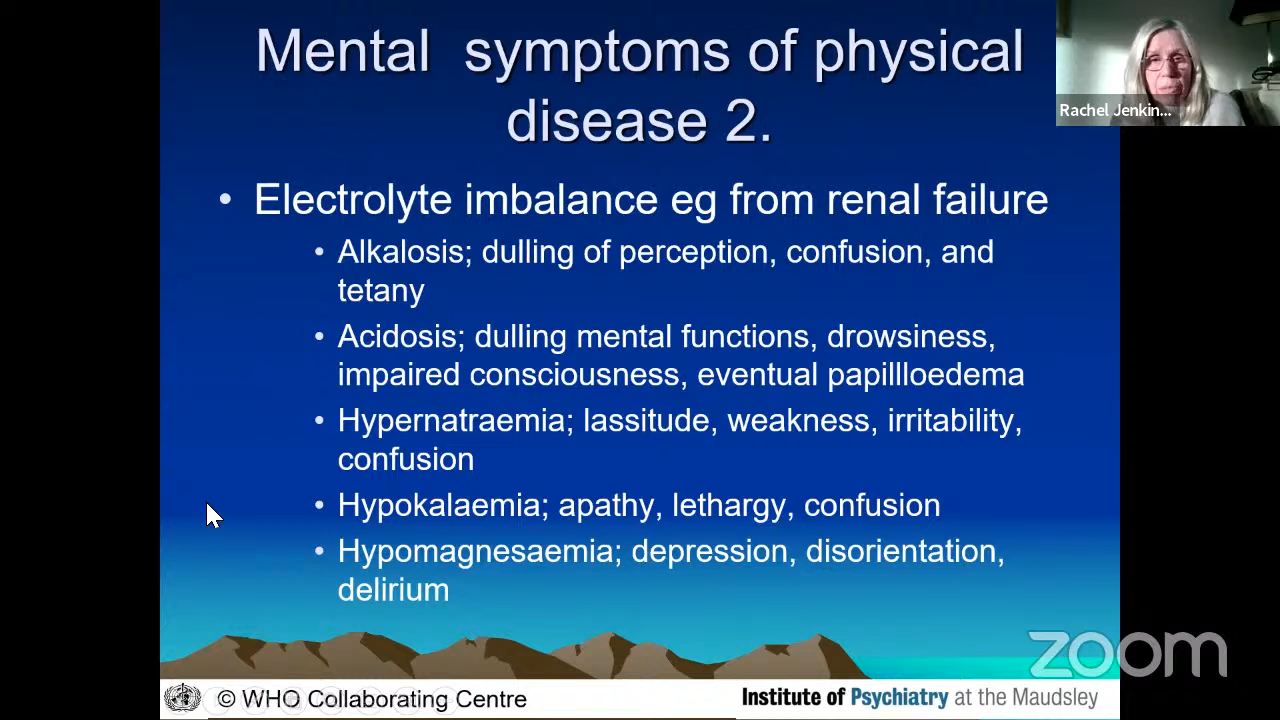 Mental symptoms of physical
disease 2.
Rachel Jenkin...
• Electrolyte imbalance eg from renal failure
• Alkalosis; dulling of perception, confusion, and
tetany
• Acidosis; dulling mental functions, drowsiness,
impaired consciousness, eventual papillloedema
• Hypernatraemia; lassitude, weakness, irritability,
confusion
• Hypokalaemia; apathy, lethargy, confusion
• Hypomagnesaemia; depression, disorientation,
delirium
zoom
© WHO Collaborating Centre
Institute of Psychiatry at the Maudsley